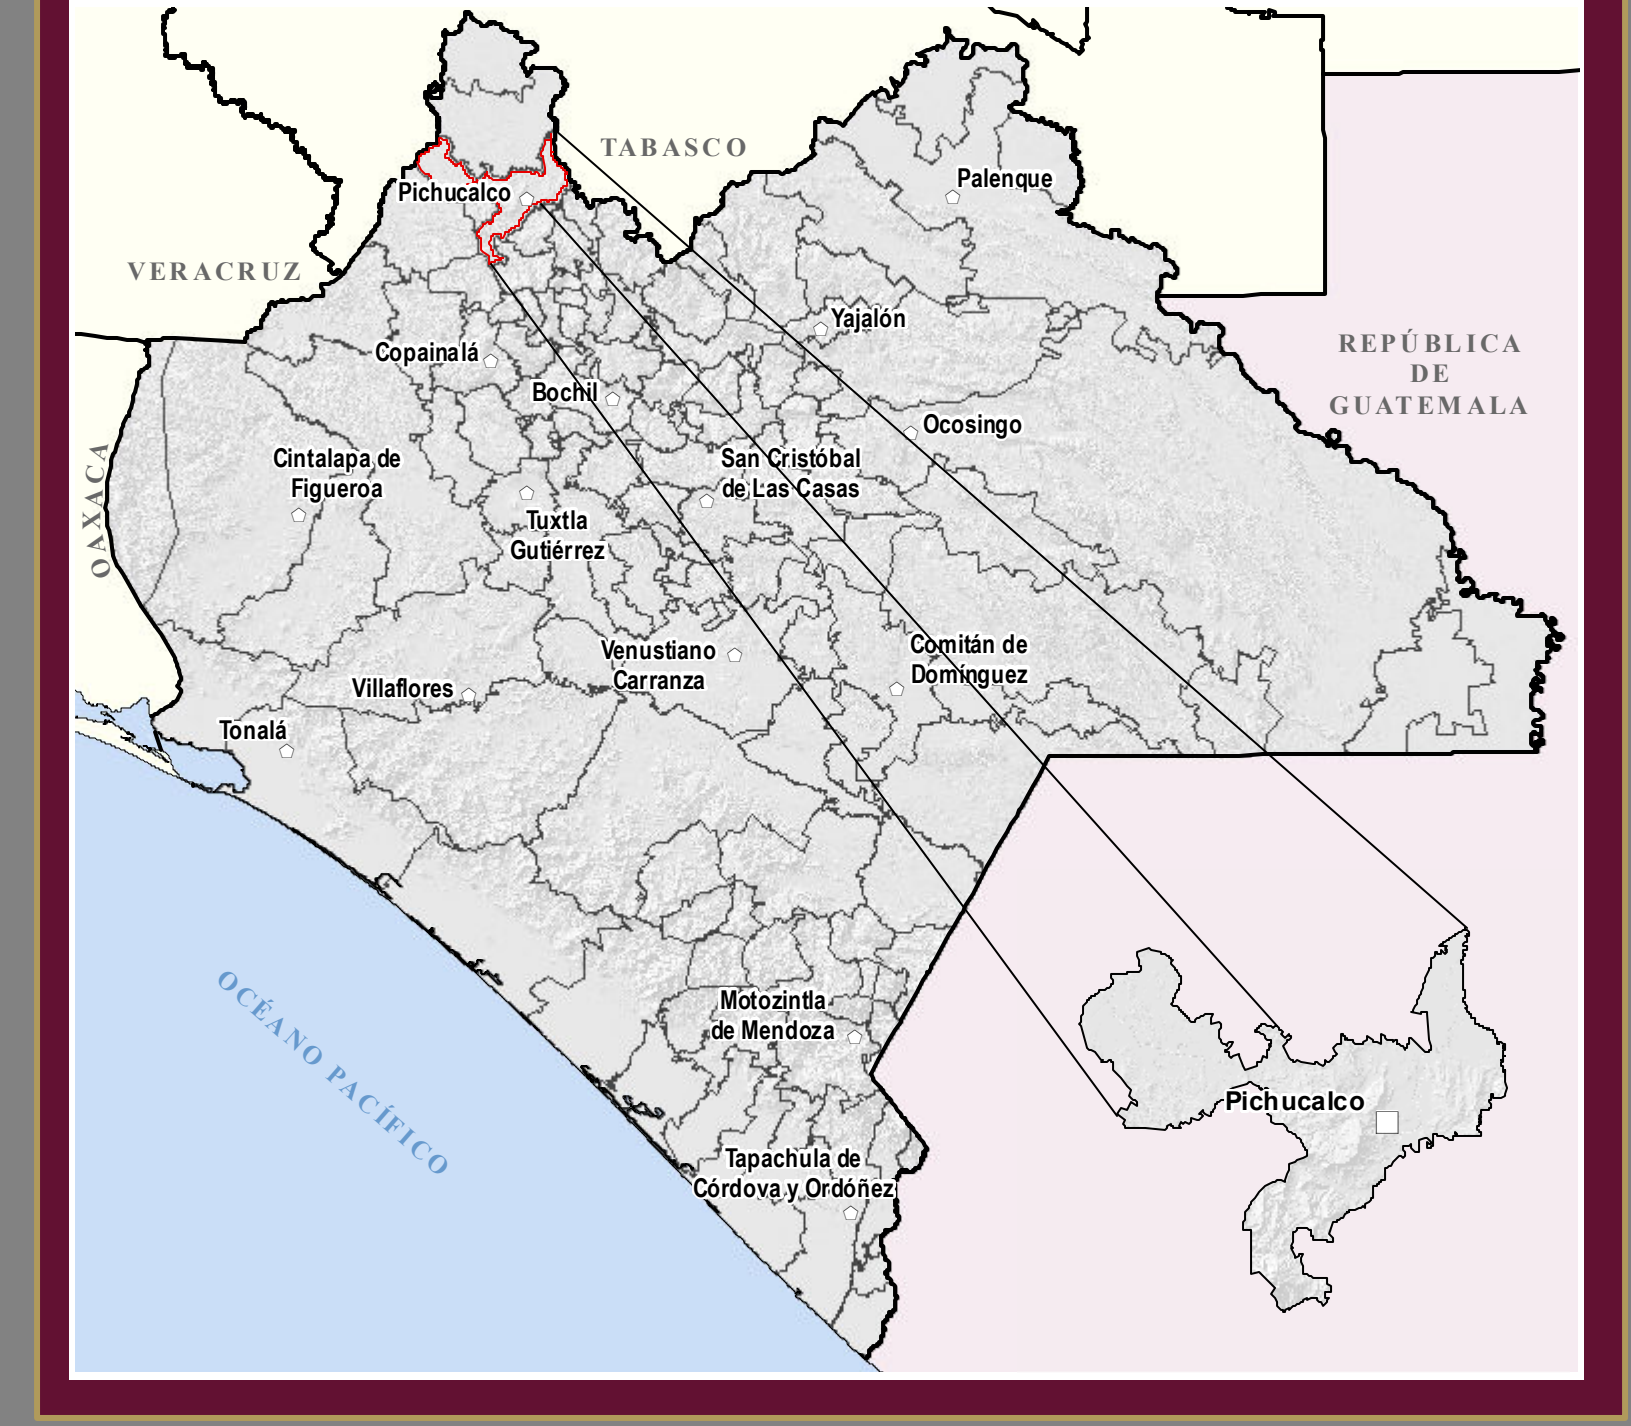 TABASCO
Palenque
Pichucalco
VERACRUZ
Yajalón
REPÚBLICA
DE
GUATEMALA
Copainalá
Bochil
Ocosingo
OAXACA
Cintalapa de
Figueroa
San Cristóbal
de Las Casas
Tuxtla
Gutiérrez
Venustiano
Carranza
Comitán de
Domínguez
Villaflores
Tonalá
OCÉANO PACÍFICO
Motozintla
de Mendoza
Pichucalco
Tapachula de
Córdova y Ordóñez